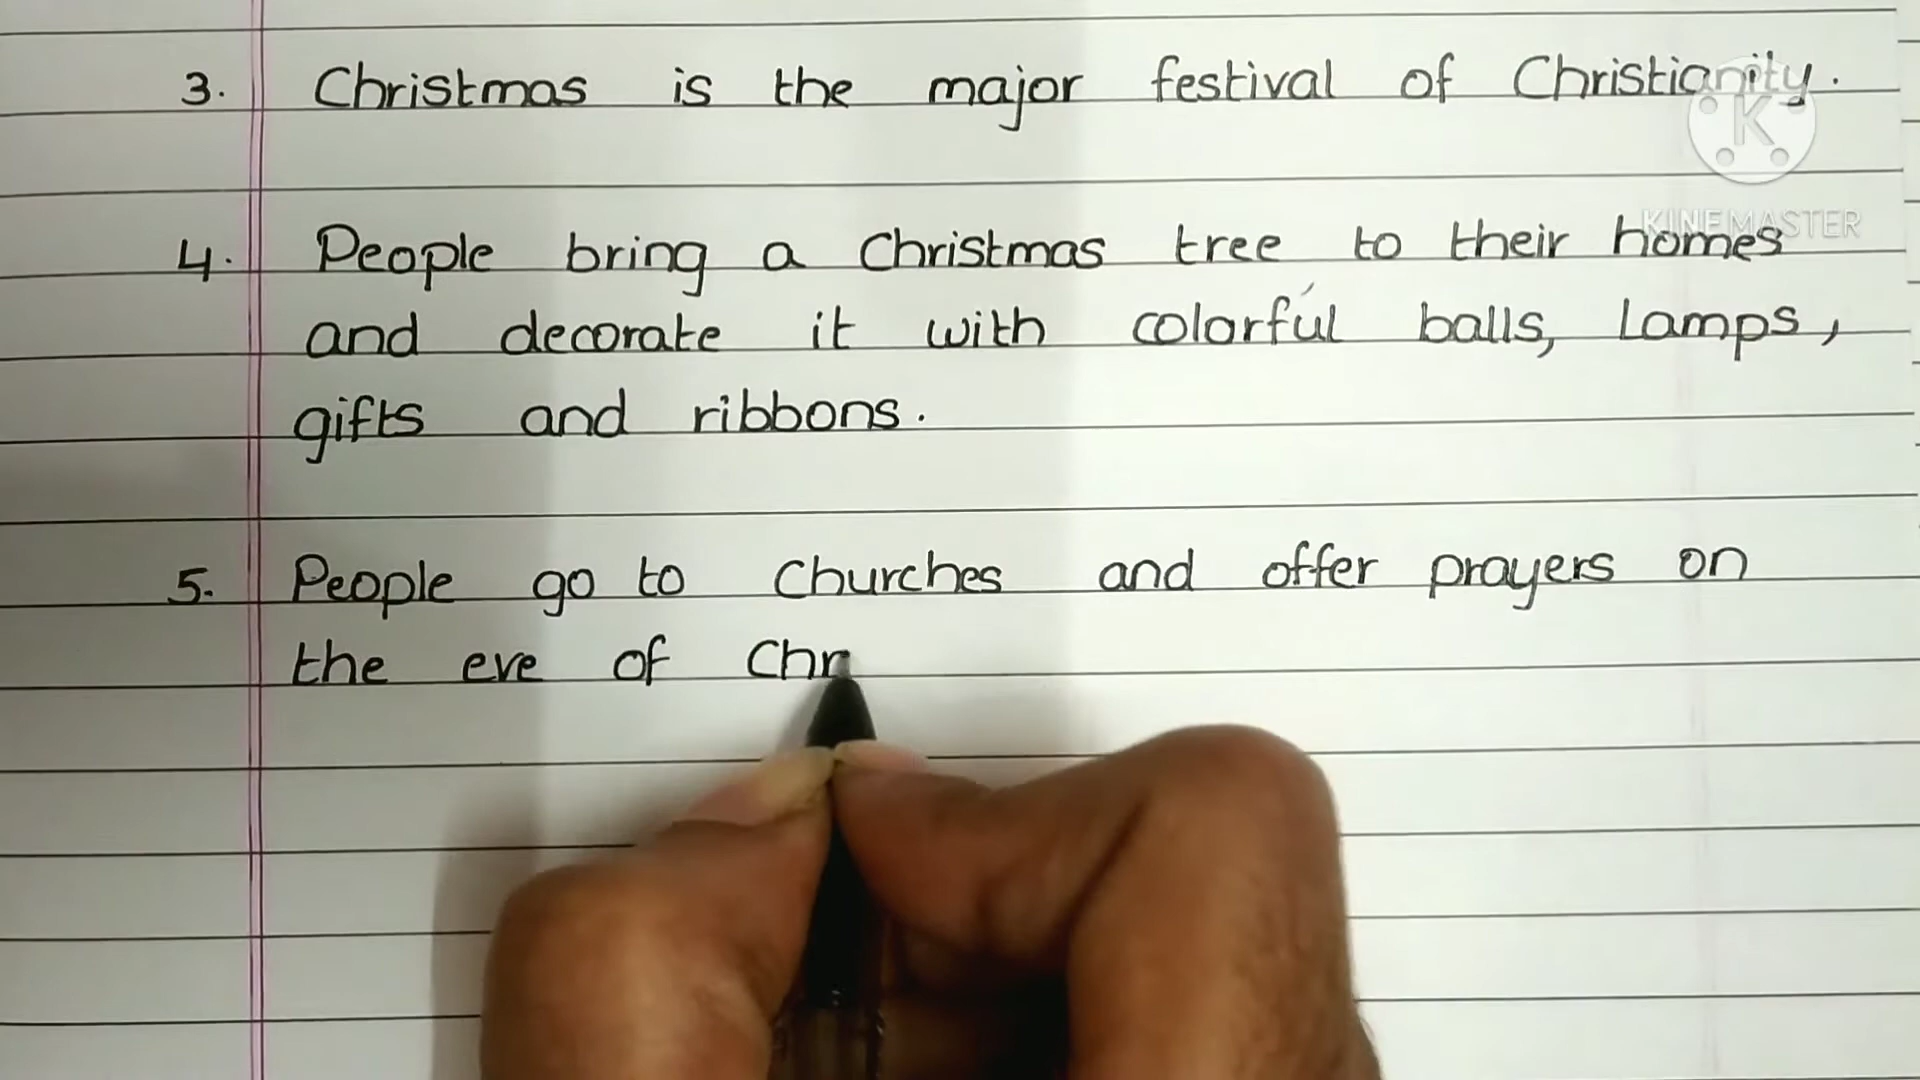 3. Christmas is the major festival of Christianity.
K
KINEMASTER
4. People bring a Christmas tree to their homes
and decorate it with colorful balls, lamps,
gifts and ribbons.
5. People go to churches and offer prayers on
the eve of Chr